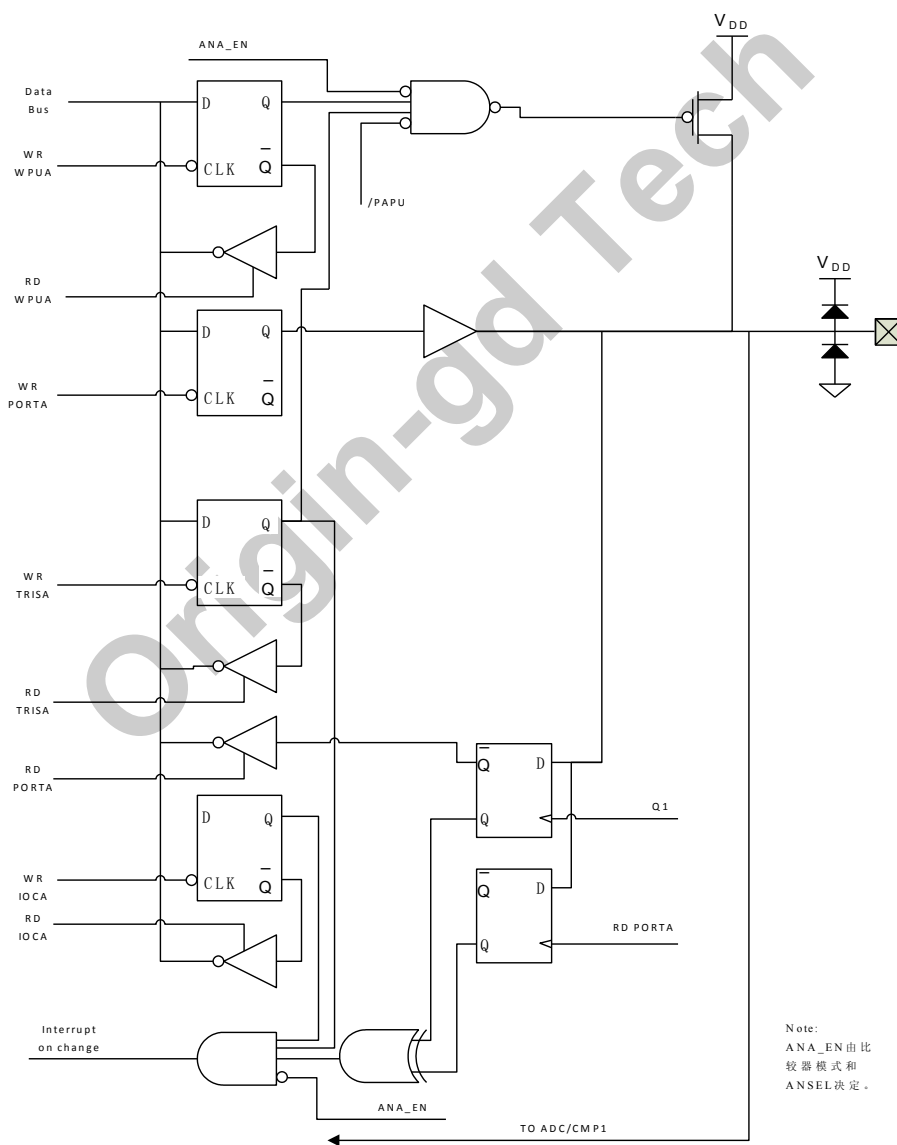 V DD
ANA_EN
Data
Bus
D Q
WR
WPUA
CLK Q
/PAPU
RD
WPUA
V DD
D Q
WR
PORTA
CLK Q
D Q
WR
TRISA
CLK Q
RD
TRISA
RD
PORTA
Q D
Q1
Q
D Q
WR
IOCA
CLK Q
RD
IOCA
Q D
RD PORTA
Q
Interrupt
on change
ANA_EN
TO ADC/CMP1
Note:
ANA_EN由比
较器模式和
ANSEL决定。
Origin-gd Tech